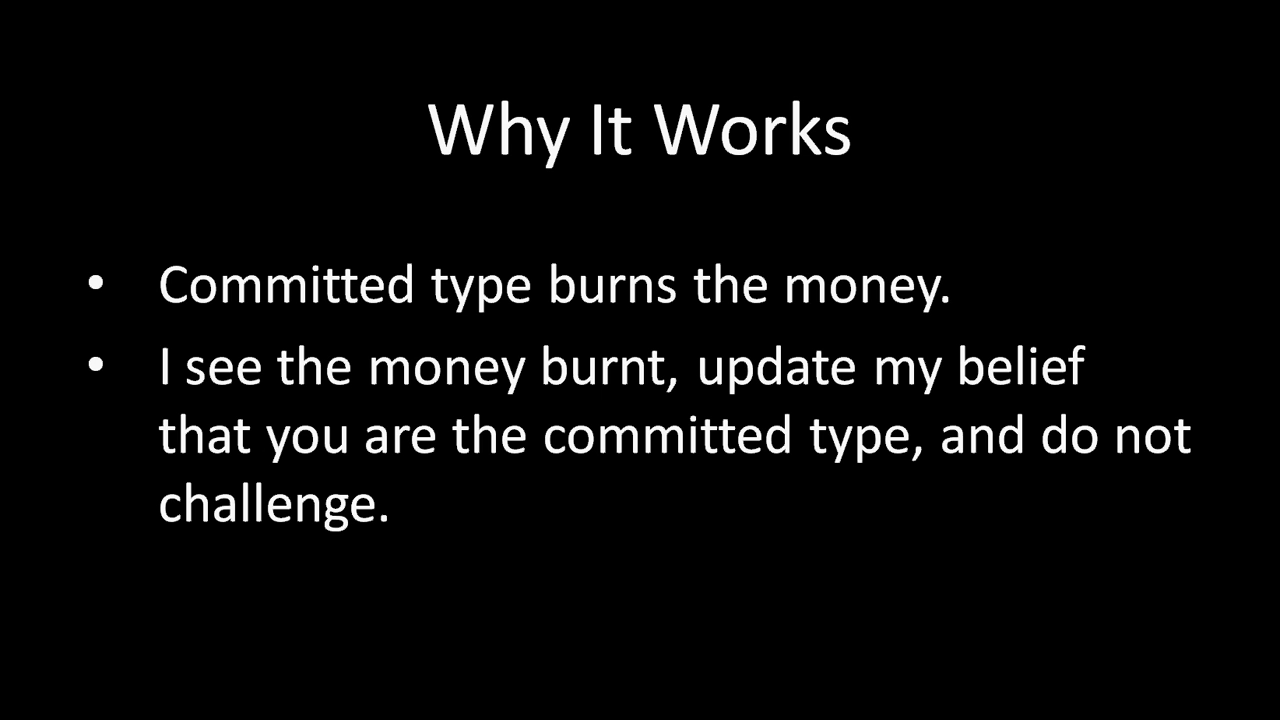 Why It Works
• Committed type burns the money.
• I see the money burnt, update my belief
that you are the committed type, and do not
challenge.